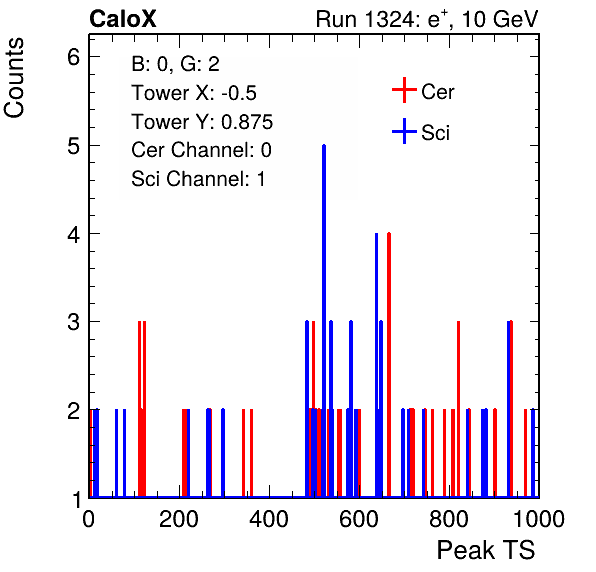 CaloX Run 1324: e⁺, 10 GeV
Counts
B: 0, G: 2
Tower X: -0.5
Tower Y: 0.875
Cer Channel: 0
Sci Channel: 1
Cer
Sci
6
5
4
3
2
1
0 200 400 600 800 1000
Peak TS